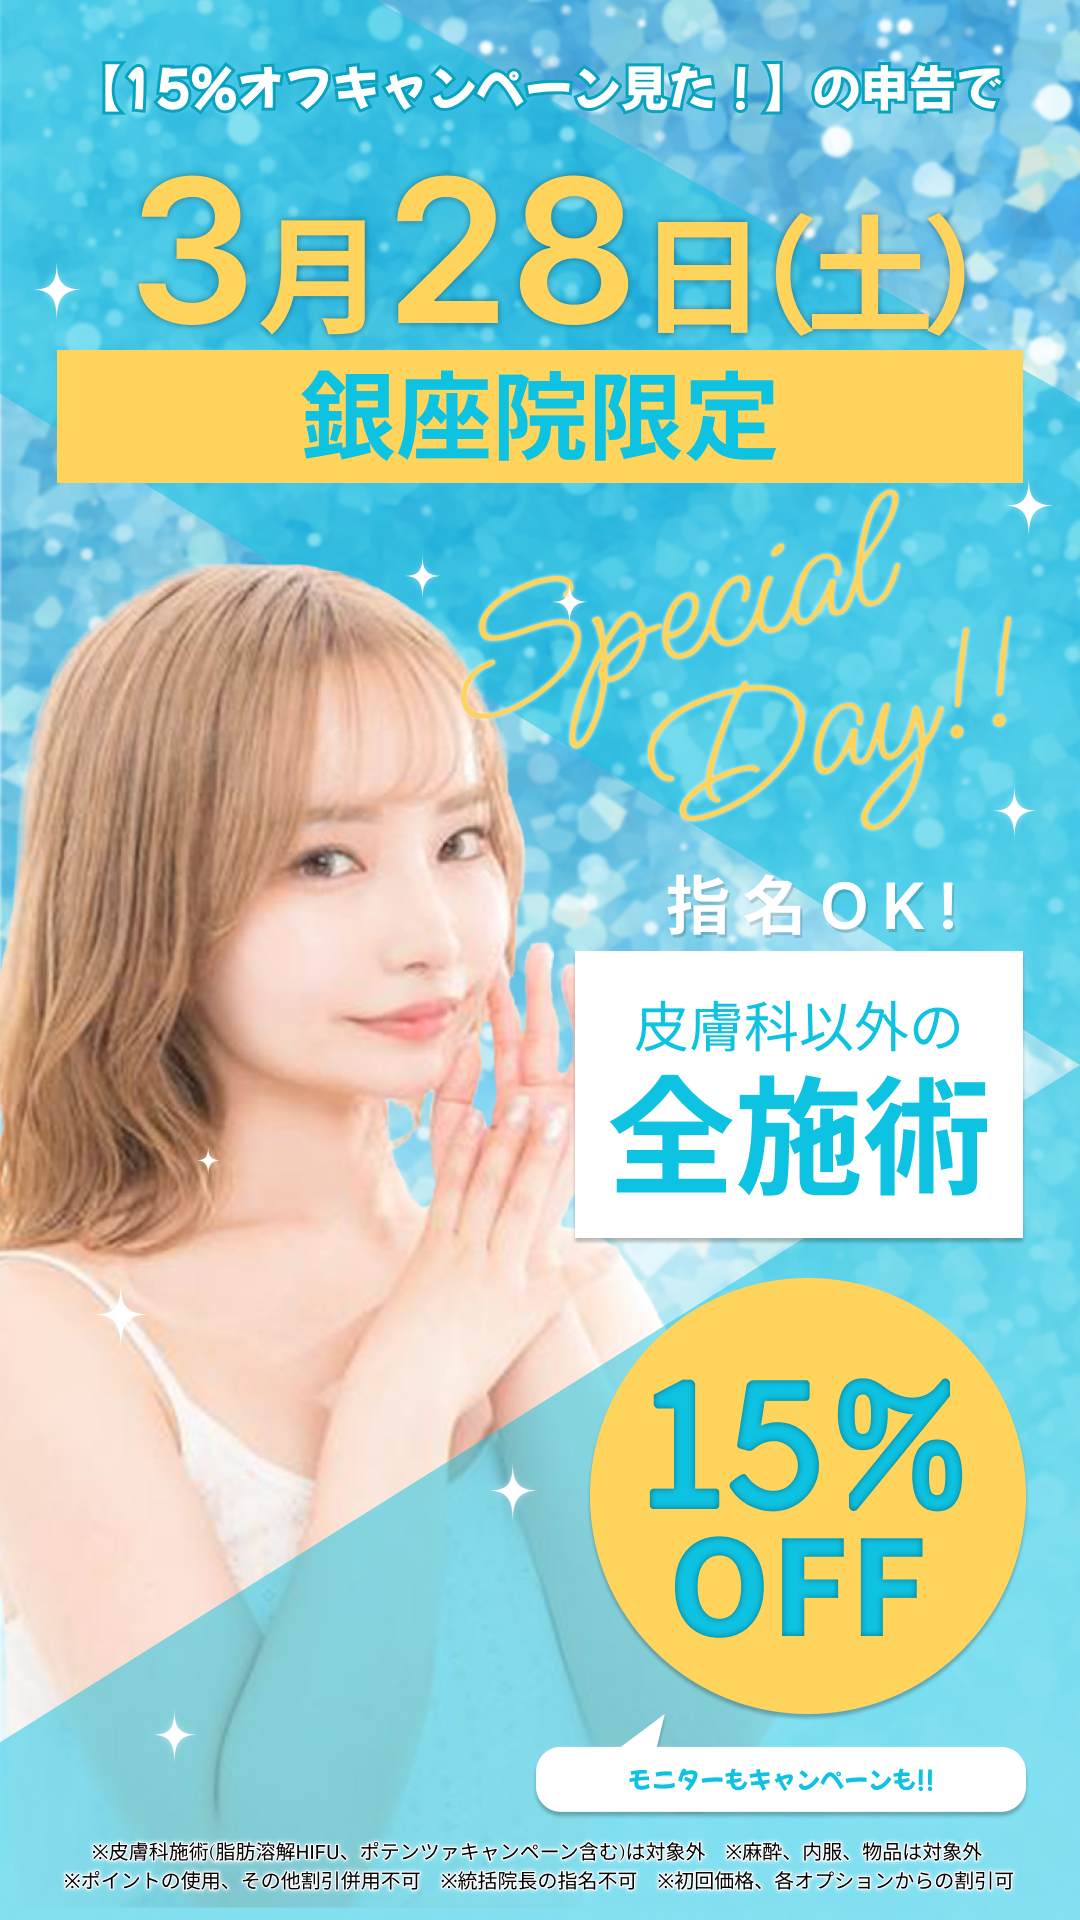 【15%オフキャンペーン見た！】の申告で
3月28日(土)
銀座院限定
Special
Day!!
指名OK!
皮膚科以外の
全施術
15%
OFF
モニターもキャンペーンも!!
※皮膚科施術(脂肪溶解HIFU、ポテンツァキャンペーン含む)は対象外　※麻酔、内服、物品は対象外
※ポイントの使用、その他割引併用不可　※統括院長の指名不可　※初回価格、各オプションからの割引可